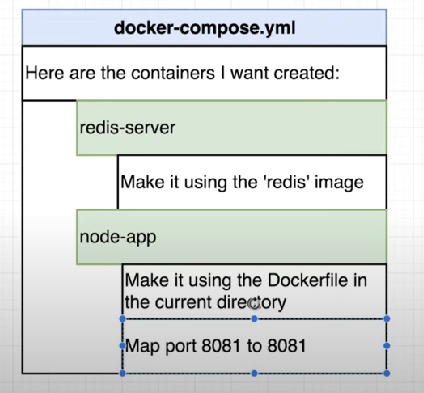 docker-compose.yml
Here are the containers I want created:
redis-server
Make it using the 'redis' image
node-app
Make it using the Dockerfile in
the current directory
Map port 8081 to 8081